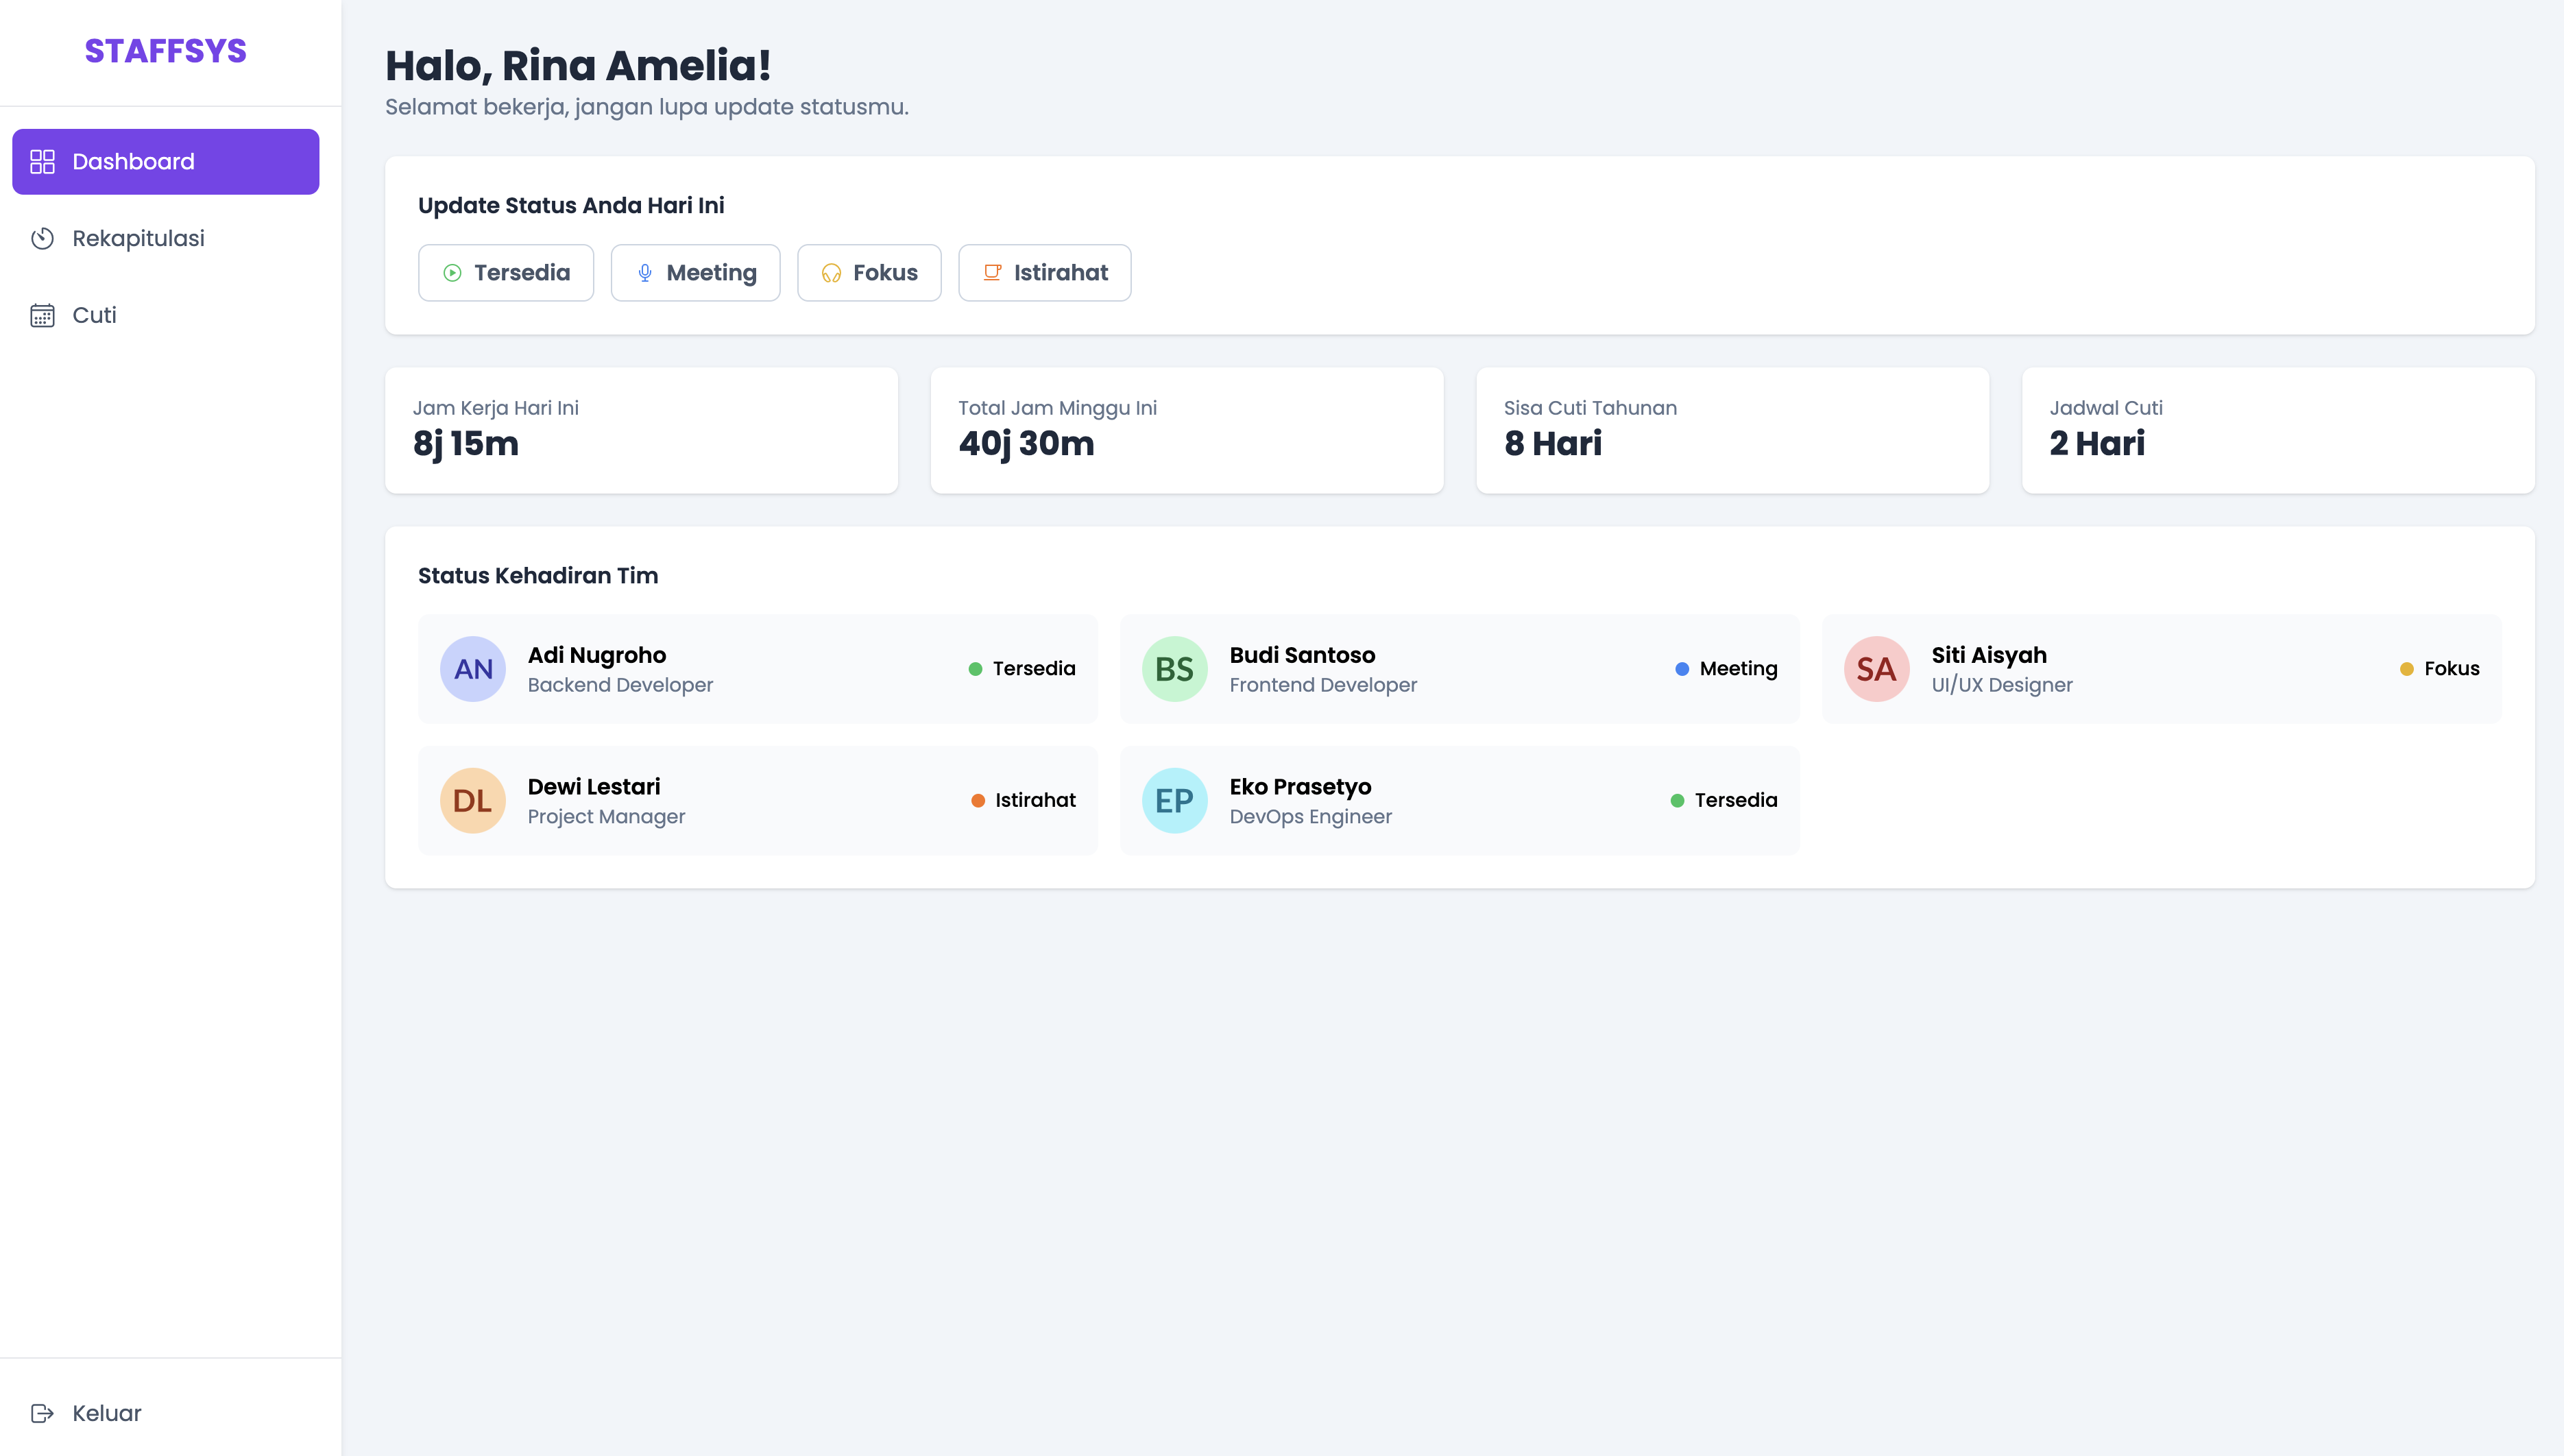 STAFFSYS
Dashboard
Rekapitulasi
Cuti
Keluar
Halo, Rina Amelia!
Selamat bekerja, jangan lupa update statusmu.
Update Status Anda Hari Ini
Tersedia
Meeting
Fokus
Istirahat
Jam Kerja Hari Ini
8j 15m
Total Jam Minggu Ini
40j 30m
Sisa Cuti Tahunan
8 Hari
Jadwal Cuti
2 Hari
Status Kehadiran Tim
AN
Adi Nugroho
Backend Developer
Tersedia
BS
Budi Santoso
Frontend Developer
Meeting
SA
Siti Aisyah
UI/UX Designer
Fokus
DL
Dewi Lestari
Project Manager
Istirahat
EP
Eko Prasetyo
DevOps Engineer
Tersedia